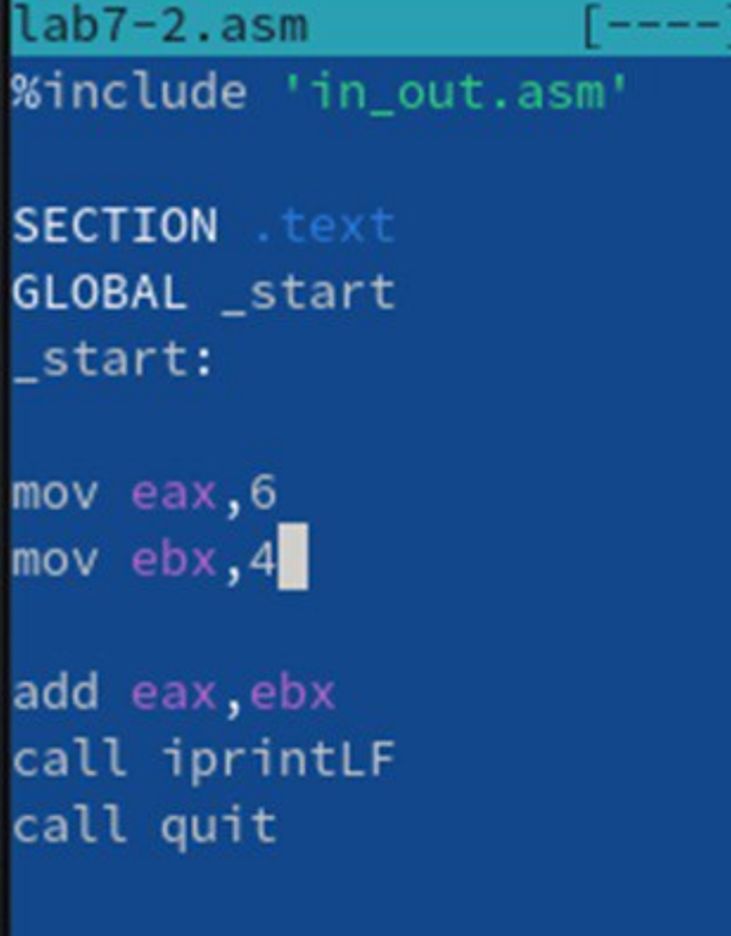 lab7-2.asm [----]
%include 'in_out.asm'
SECTION .text
GLOBAL _start
_start:
mov eax,6
mov ebx,4
add eax,ebx
call iprintLF
call quit